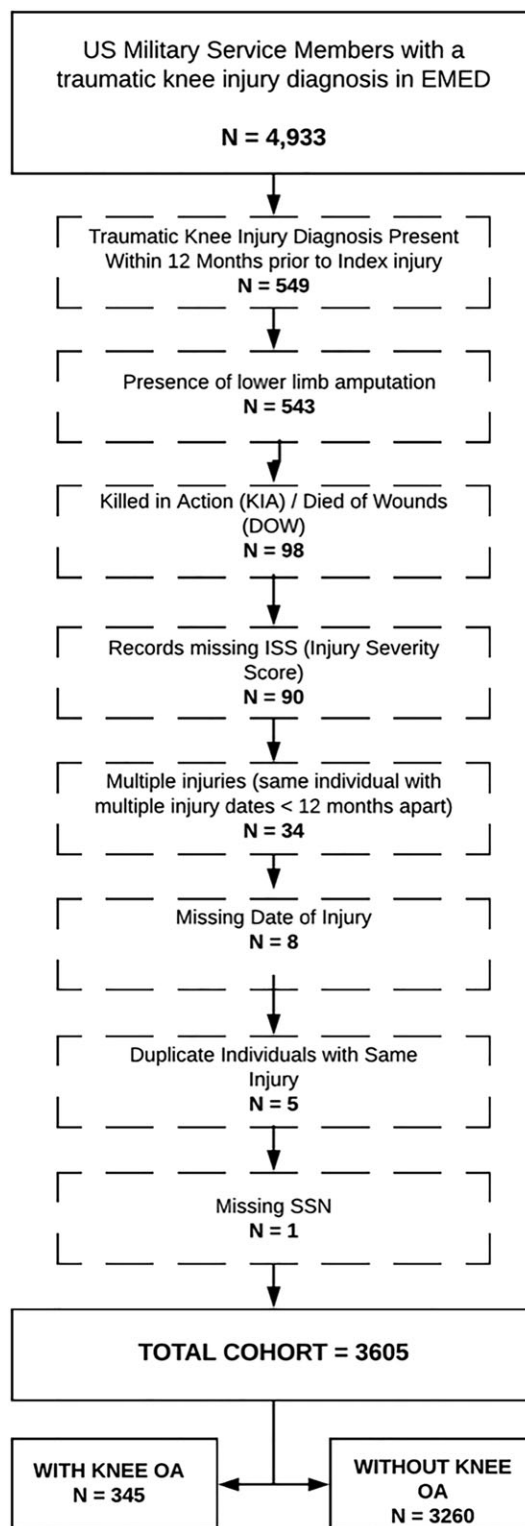 US Military Service Members with a
traumatic knee injury diagnosis in EMED
N = 4,933
Traumatic Knee Injury Diagnosis Present
Within 12 Months prior to Index injury
N = 549
Presence of lower limb amputation
N = 543
Killed in Action (KIA) / Died of Wounds
(DOW)
N = 98
Records missing ISS (Injury Severity
Score)
N = 90
Multiple injuries (same individual with
multiple injury dates < 12 months apart)
N = 34
Missing Date of Injury
N = 8
Duplicate Individuals with Same
Injury
N = 5
Missing SSN
N = 1
TOTAL COHORT = 3605
WITH KNEE OA
N = 345
WITHOUT KNEE
OA
N = 3260